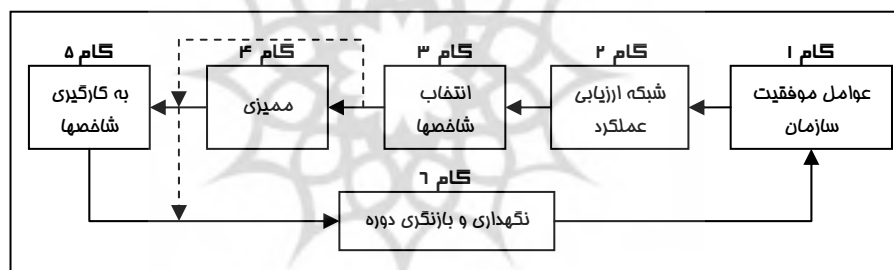 گام ۱
عوامل موفقیت
سازمان
گام ۲
شبکه ارزیابی
عملکرد
گام ۳
انتخاب
شاخصها
گام ۴
ممیزی
گام ۵
به کارگیری
شاخصها
گام ۶
نگهداری و بازنگری دوره